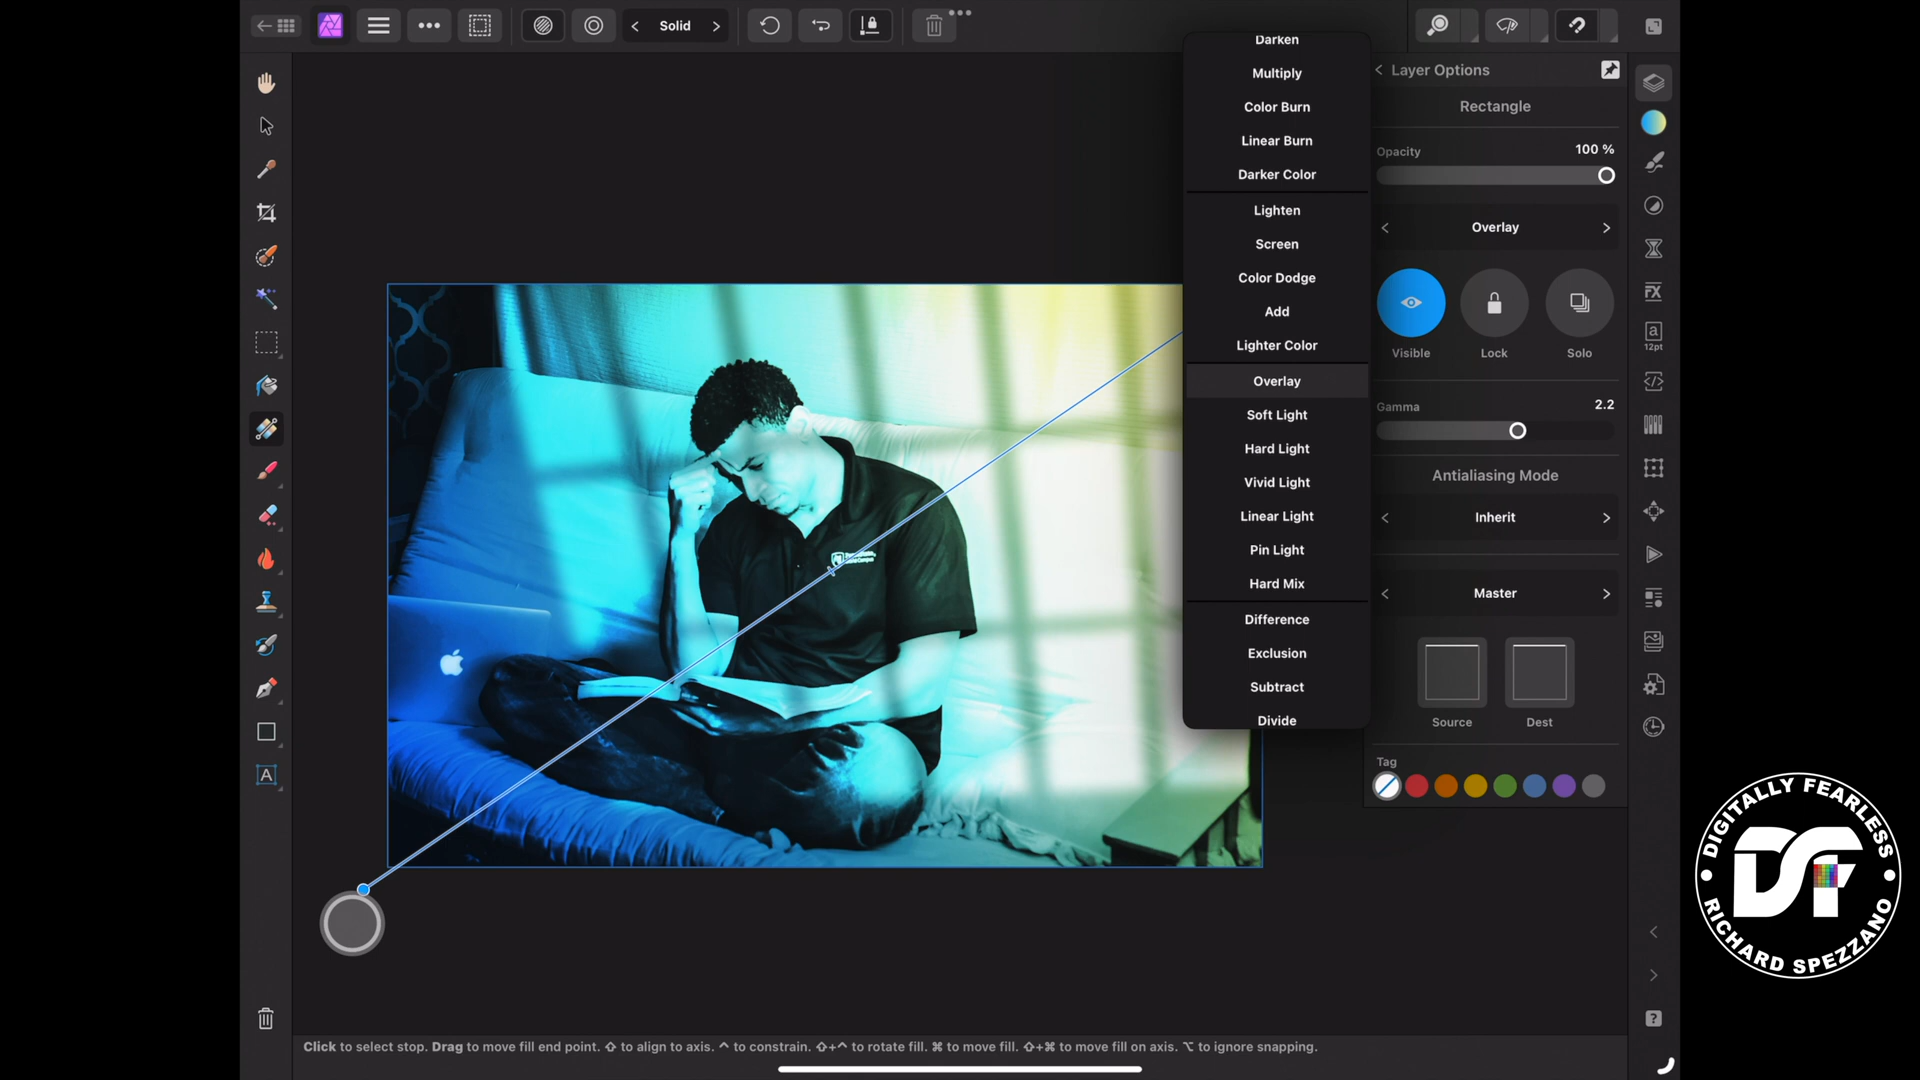 Solid
Darken
Multiply
Color Burn
Linear Burn
Darker Color
Lighten
Screen
Color Dodge
Add
Lighter Color
Overlay
Soft Light
Hard Light
Vivid Light
Linear Light
Pin Light
Hard Mix
Difference
Exclusion
Subtract
Divide
Layer Options
Rectangle
Opacity 100 %
Overlay
Visible Lock Solo
Gamma 2.2
Antialiasing Mode
Inherit
Master
Source Dest
Tag
FX
a
12pt
A
?
Click to select stop. Drag to move fill end point. ⇧ to align to axis. ⌃ to constrain. ⇧+⌃ to rotate fill. ⌘ to move fill. ⇧+⌘ to move fill on axis. ⌥ to ignore snapping.
DIGITALLY FEARLESS
DF
RICHARD SPEZZANO